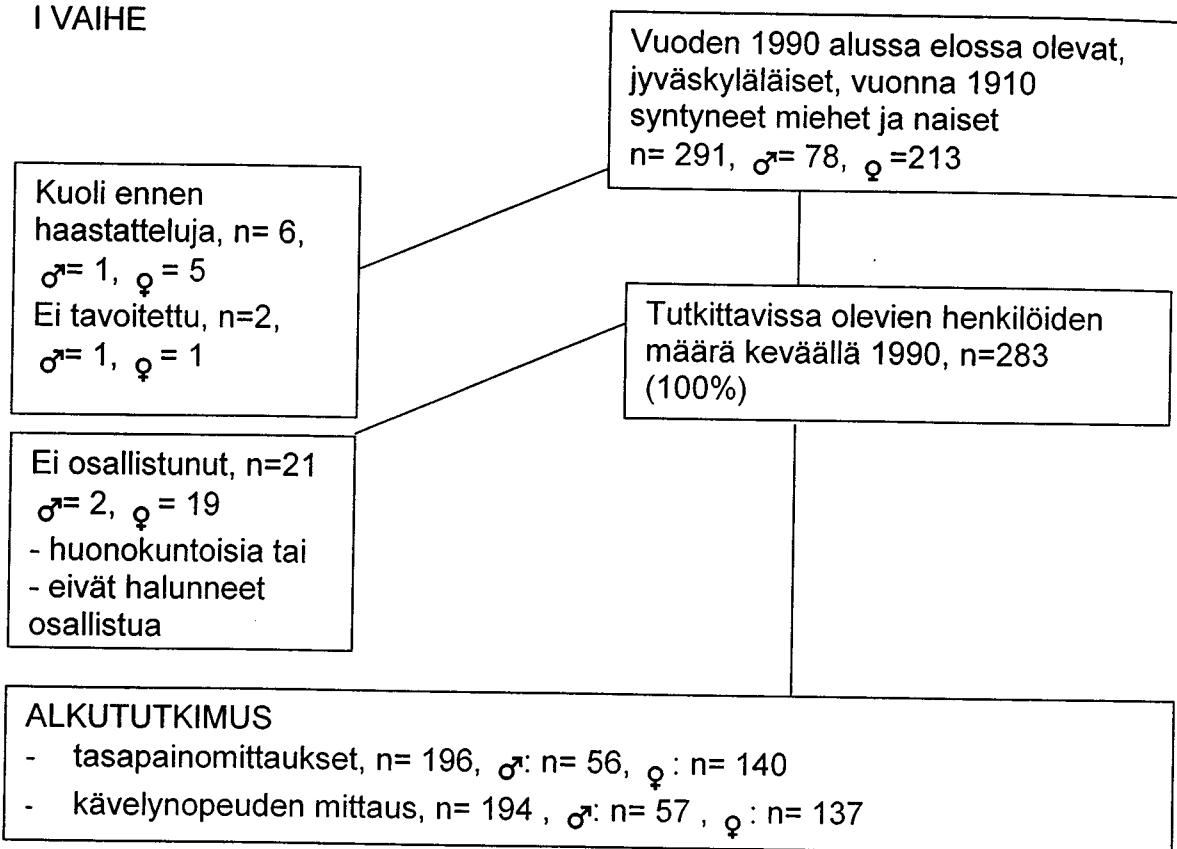 I VAIHE
Vuoden 1990 alussa elossa olevat,
jyväskyläläiset, vuonna 1910
syntyneet miehet ja naiset
n= 291, ♂= 78, ♀ =213
Kuoli ennen
haastatteluja, n= 6,
♂= 1, ♀ = 5
Ei tavoitettu, n=2,
♂= 1, ♀ = 1
Tutkittavissa olevien henkilöiden
määrä keväällä 1990, n=283
(100%)
Ei osallistunut, n=21
♂= 2, ♀ = 19
- huonokuntoisia tai
- eivät halunneet
osallistua
ALKUTUTKIMUS
- tasapainomittaukset, n= 196, ♂: n= 56, ♀ : n= 140
- kävelynopeuden mittaus, n= 194 , ♂: n= 57 , ♀ : n= 137